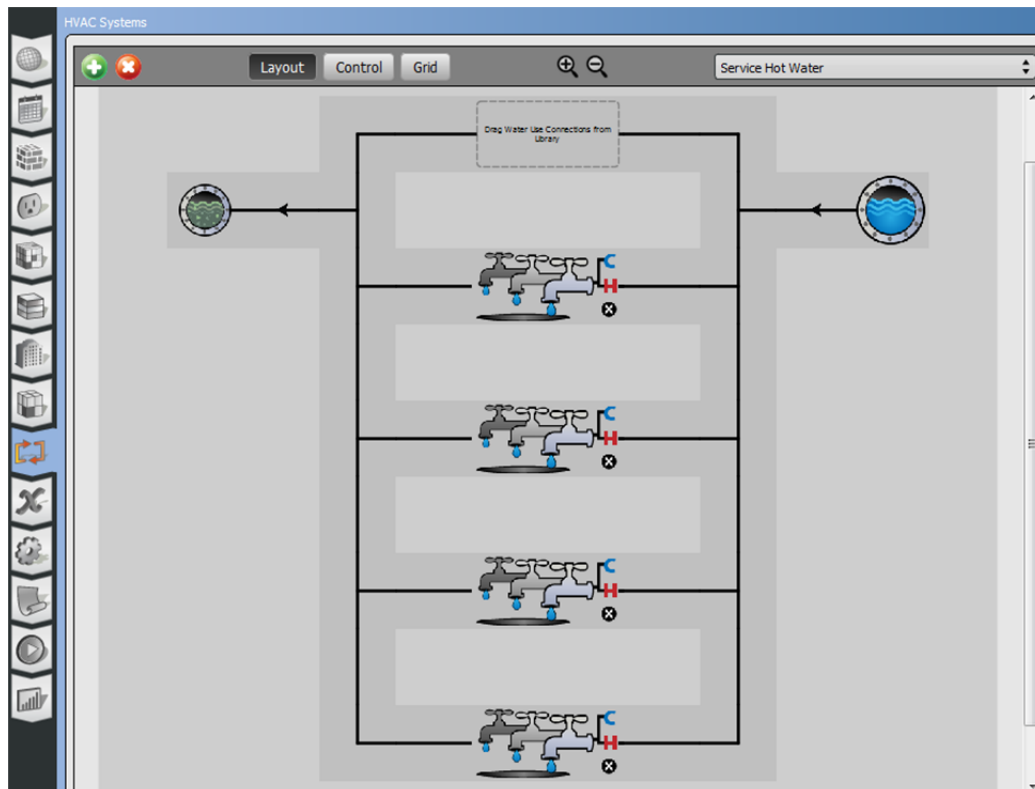 HVAC Systems
Layout
Control
Grid
Service Hot Water
Drag Water Use Connections from
Library
C
H
C
H
C
H
C
H